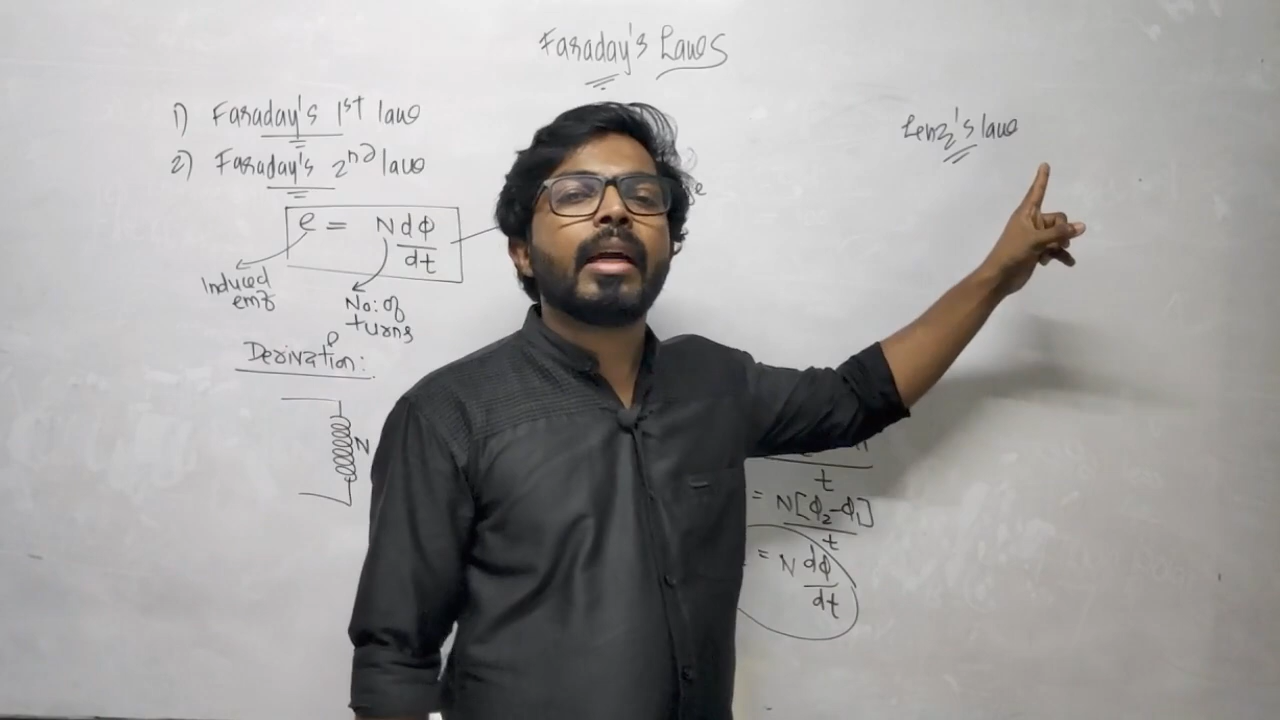 Faraday's Laws
1) Faraday's 1st law
2) Faraday's 2nd law
e = N dφ/dt
Induced emf
No: of turns
Derivation:
N
t
= N[φ2-φ1]
t
= N dφ/dt
Lenz's law